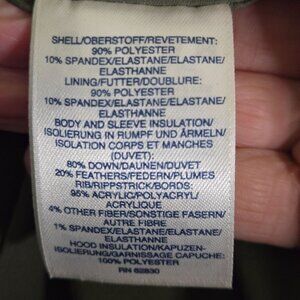 SHELL/OBERSTOFF/REVETEMENT:
90% POLYESTER
10% SPANDEX/ELASTANE/ELASTANE/
ELASTHANNE
LINING/FUTTER/DOUBLURE:
90% POLYESTER
10% SPANDEX/ELASTANE/ELASTANE/
ELASTHANNE
BODY AND SLEEVE INSULATION/
ISOLIERUNG IN RUMPF UND ÄRMELN/
ISOLATION CORPS ET MANCHES
(DUVET):
80% DOWN/DAUNEN/DUVET
20% FEATHERS/FEDERN/PLUMES
RIB/RIPPSTRICK/BORDS:
95% ACRYLIC/POLYACRYL/
ACRYLIQUE
4% OTHER FIBER/SONSTIGE FASERN/
AUTRE FIBRE
1% SPANDEX/ELASTANE/ELASTANE/
ELASTHANNE
HOOD INSULATION/KAPUZEN-
ISOLIERUNG/GARNISSAGE CAPUCHE:
100% POLYESTER
RN 62830